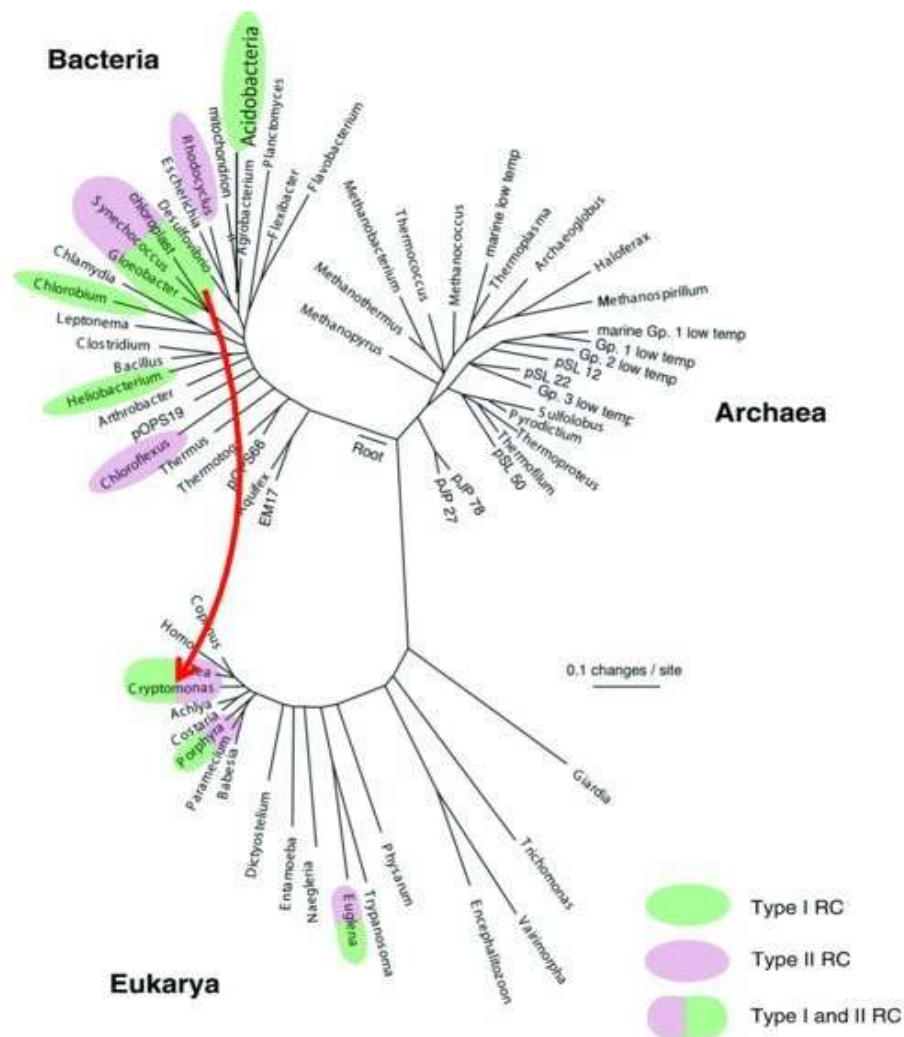 Bacteria
Acidobacteria
Rhodocyclus
mitochondrion
Planctomyces
Escherichia
Agrobacterium
Flavobacterium
Flexibacter
Desulfovibrio
chloroplast
Synechococcus
Gloeobacter
Chlamydia
Chlorobium
Leptonema
Clostridium
Bacillus
Heliobacterium
Arthrobacter
pOPS19
Chloroflexus
Thermus
EM17
Root
Methanopyrus
Methanothermus
Methanobacterium
Thermococcus
Methanococcus
marine low temp
Thermoplasma
Archaeoglobus
Haloferax
Methanospirillum
marine Gp. 1 low temp
Gp. 1 low temp
Gp. 2 low temp
pSL 12
pSL 22
Gp. 3 low temp
Sulfolobus
Pyrodictium
Thermoproteus
Thermofilum
pSL 50
pJP 78
pJP 27
Archaea
Homo
Cryptomonas
Achlya
Costaria
Porphyra
Paramecium
Babesia
Dictyostelium
Entamoeba
Naegleria
Euglena
Trypanosoma
Physarum
Encephalitozoon
Vairimorpha
Trichomonas
Giardia
0.1 changes / site
Eukarya
Type I RC
Type II RC
Type I and II RC